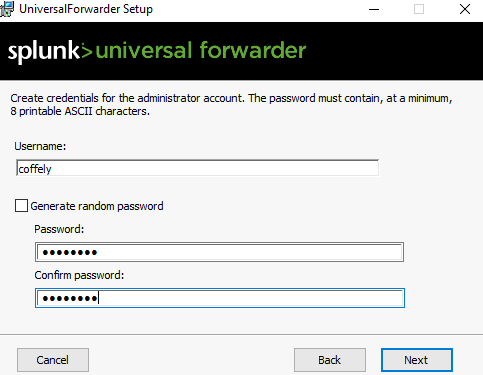 UniversalForwarder Setup
splunk>universal forwarder
Create credentials for the administrator account. The password must contain, at a minimum,
8 printable ASCII characters.
Username:
coffely
Generate random password
Password:
●●●●●●●●
Confirm password:
●●●●●●●●
Cancel
Back
Next